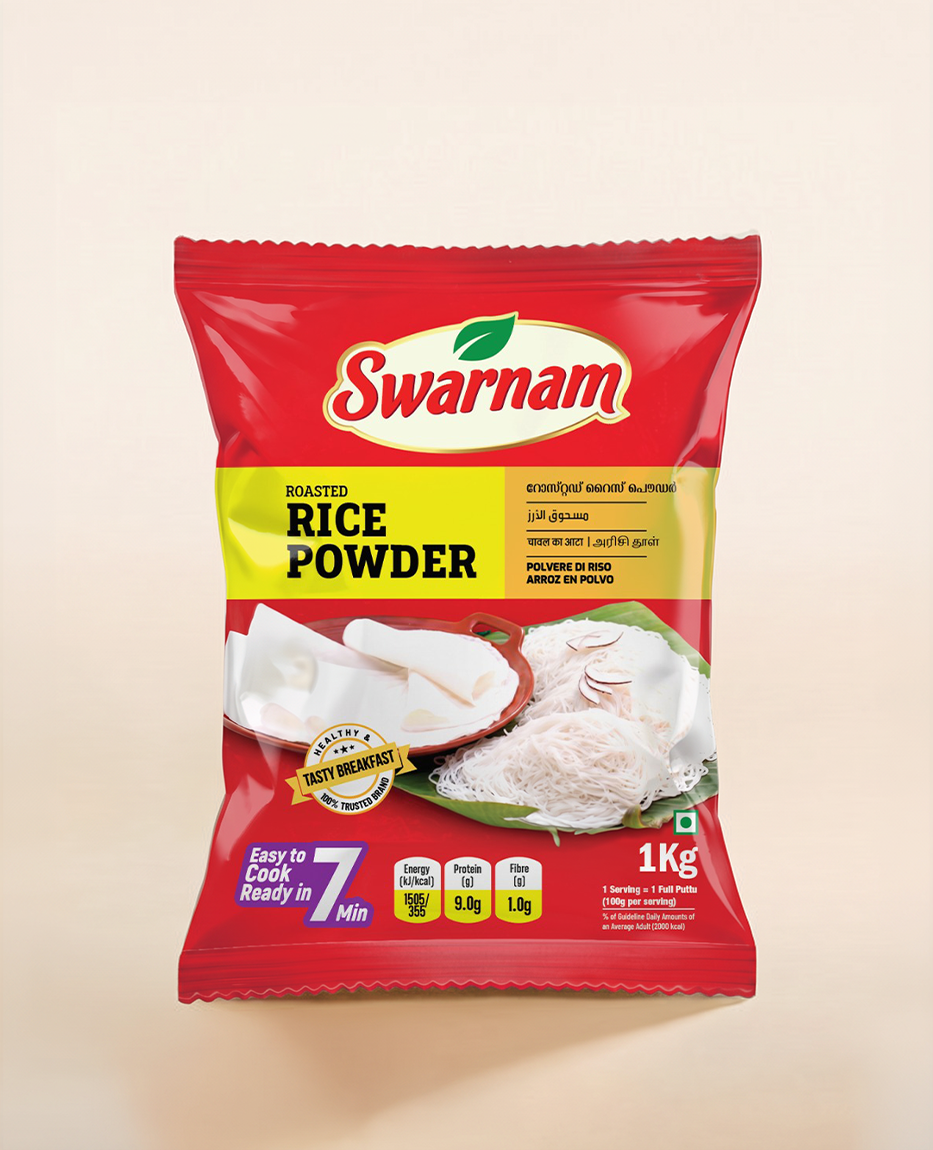 Swarnam
ROASTED
RICE
POWDER
റോസ്റ്റഡ് റൈസ് പൌഡർ
مسحوق الذرز
चावल का आटा | அரிசி தூள்
POLVERE DI RISO
ARROZ EN POLVO
HEALTHY &
TASTY BREAKFAST
100% TRUSTED BRAND
Easy to
Cook
Ready in
7
Min
Energy
(kJ/kcal)
1505/
355
Protein
(g)
9.0g
Fibre
(g)
1.0g
1Kg
1 Serving = 1 Full Puttu
(100g per serving)
% of Guideline Daily Amounts of
an Average Adult (2000 kcal)